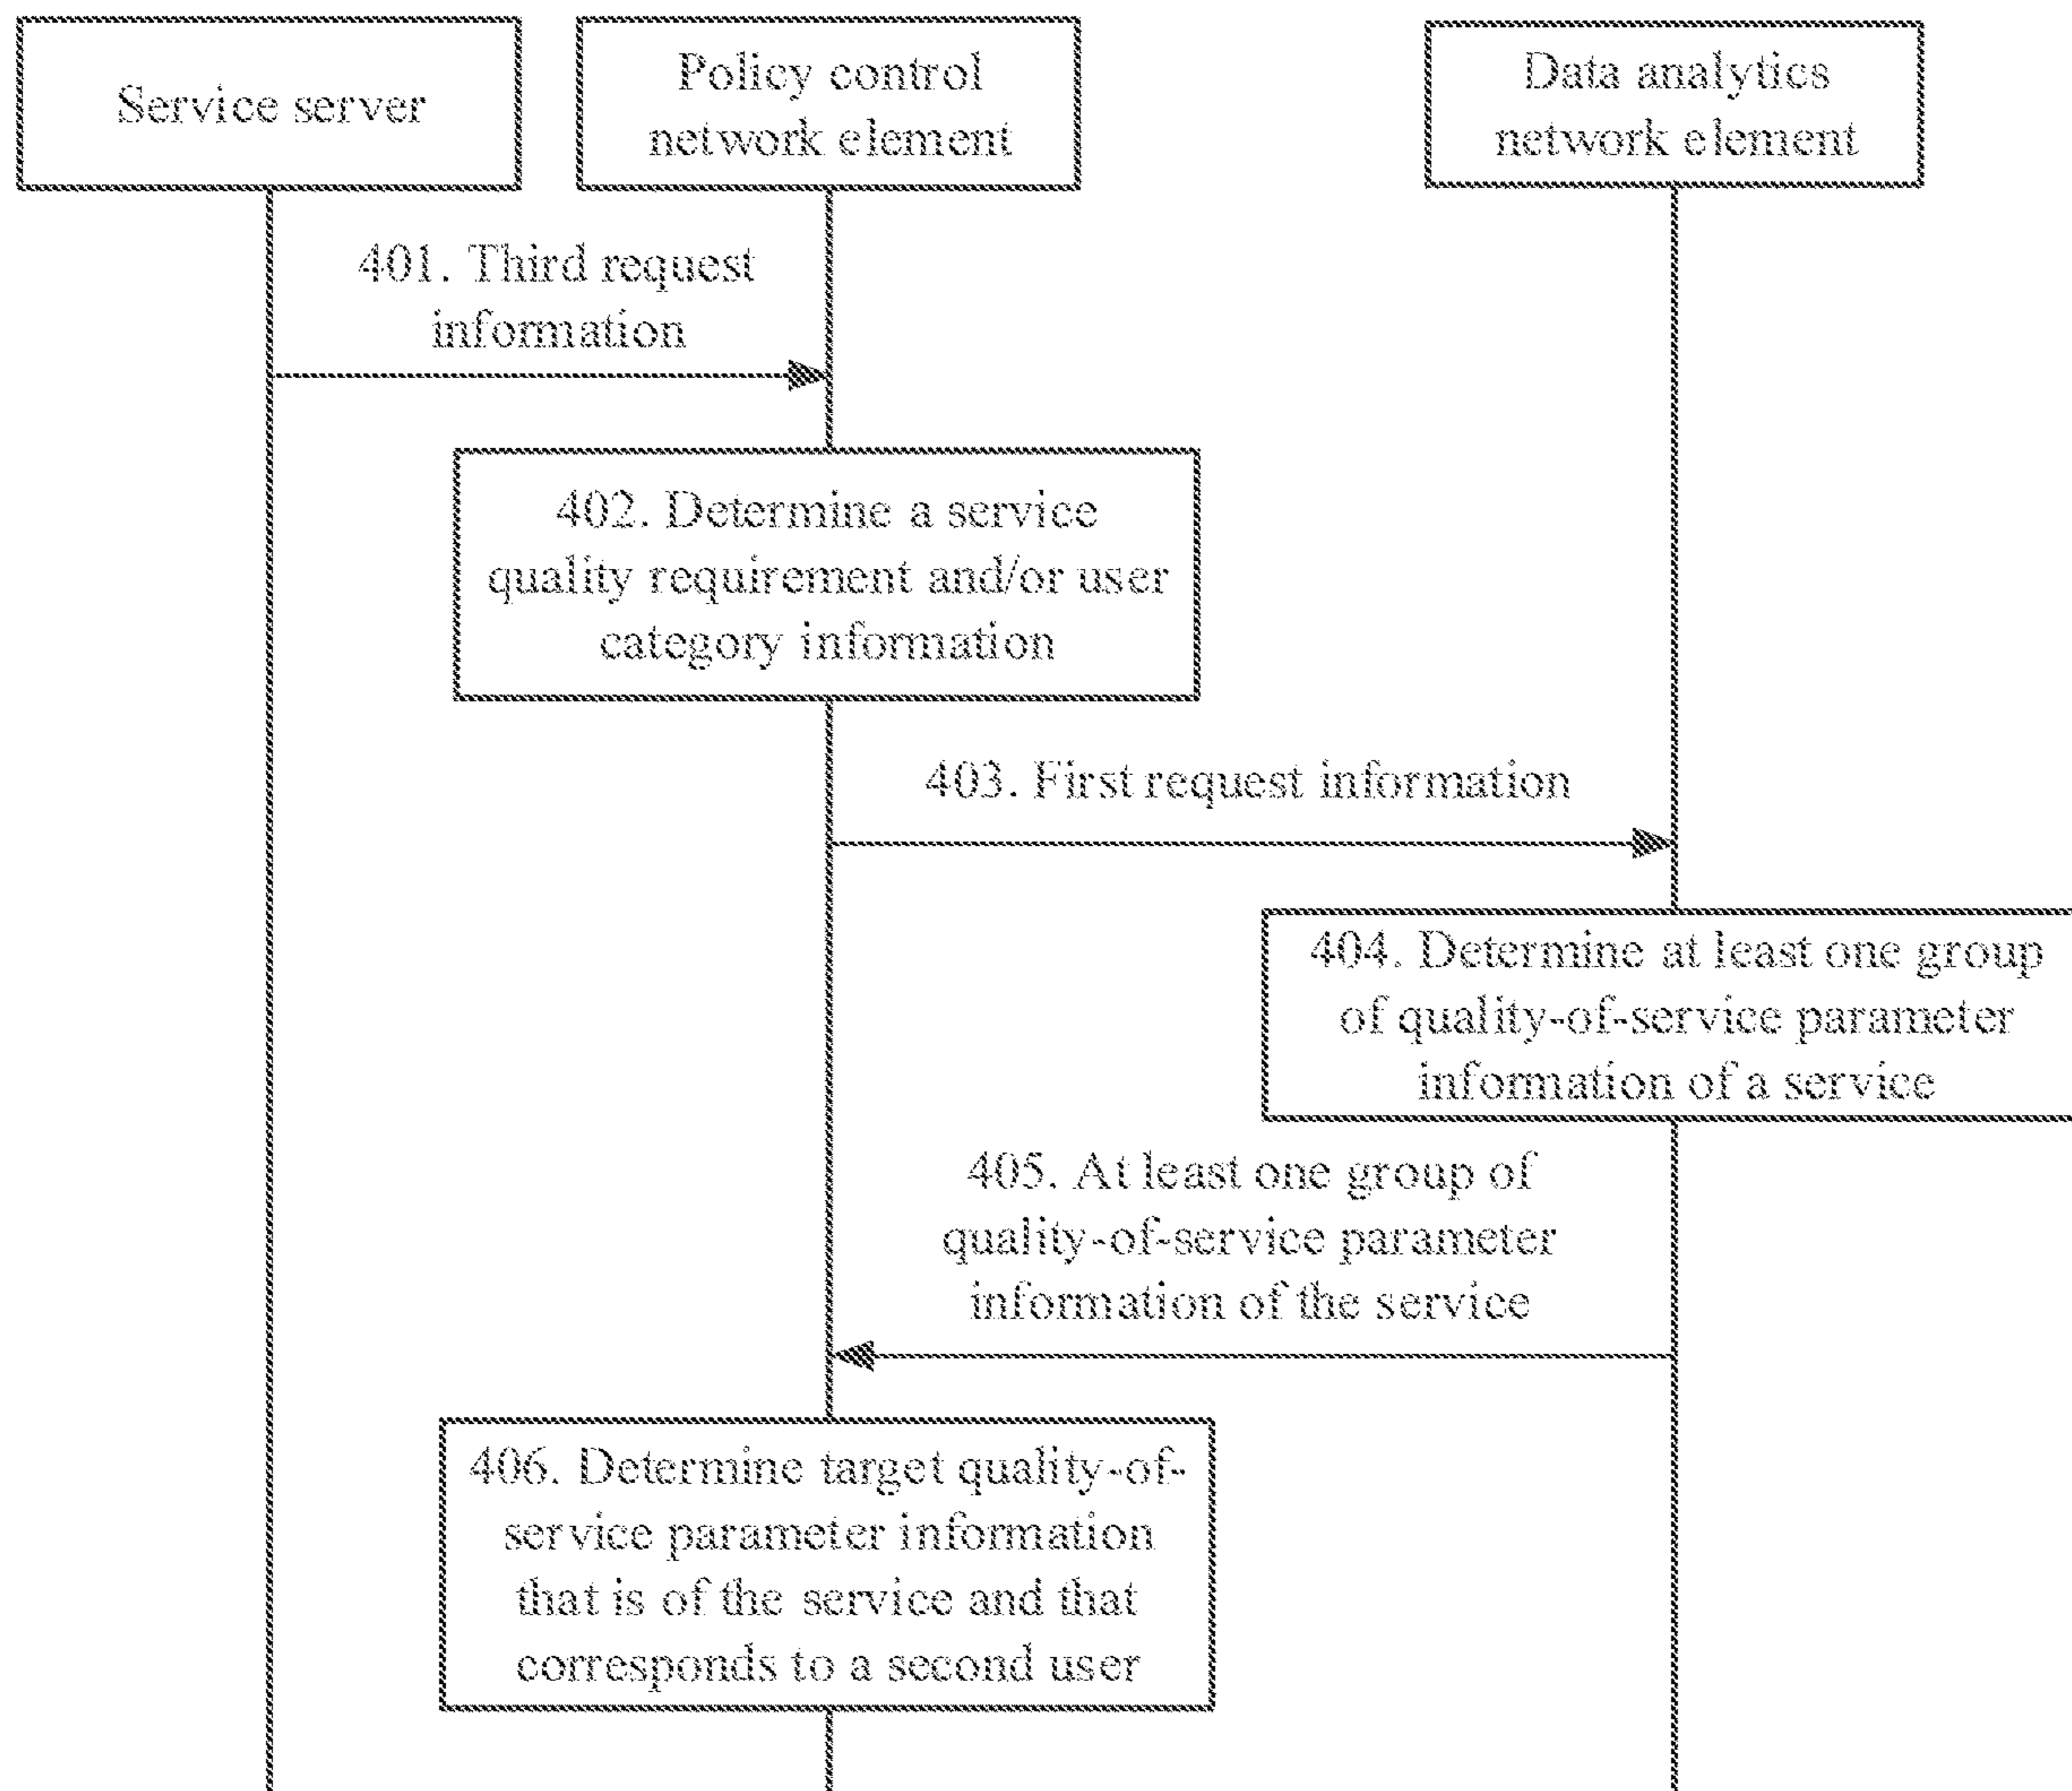 Service server
Policy control
network element
Data analytics
network element
401. Third request
information
402. Determine a service
quality requirement and/or user
category information
403. First request information
404. Determine at least one group
of quality-of-service parameter
information of a service
405. At least one group of
quality-of-service parameter
information of the service
406. Determine target quality-of-
service parameter information
that is of the service and that
corresponds to a second user